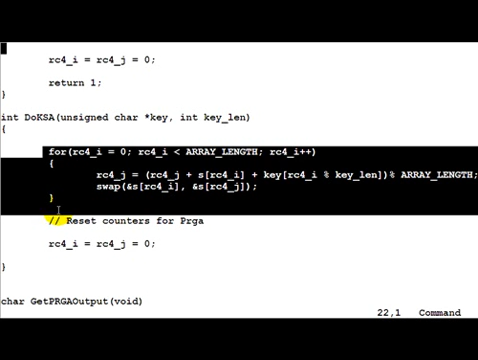 rc4_i = rc4_j = 0;
return 1;
}
int DoKSA(unsigned char *key, int key_len)
{
for(rc4_i = 0; rc4_i < ARRAY_LENGTH; rc4_i++)
{
rc4_j = (rc4_j + s[rc4_i] + key[rc4_i % key_len])% ARRAY_LENGTH;
swap(&s[rc4_i], &s[rc4_j]);
}
// Reset counters for Prga
rc4_i = rc4_j = 0;
}
char GetPRGAOutput(void)
22,1 Command